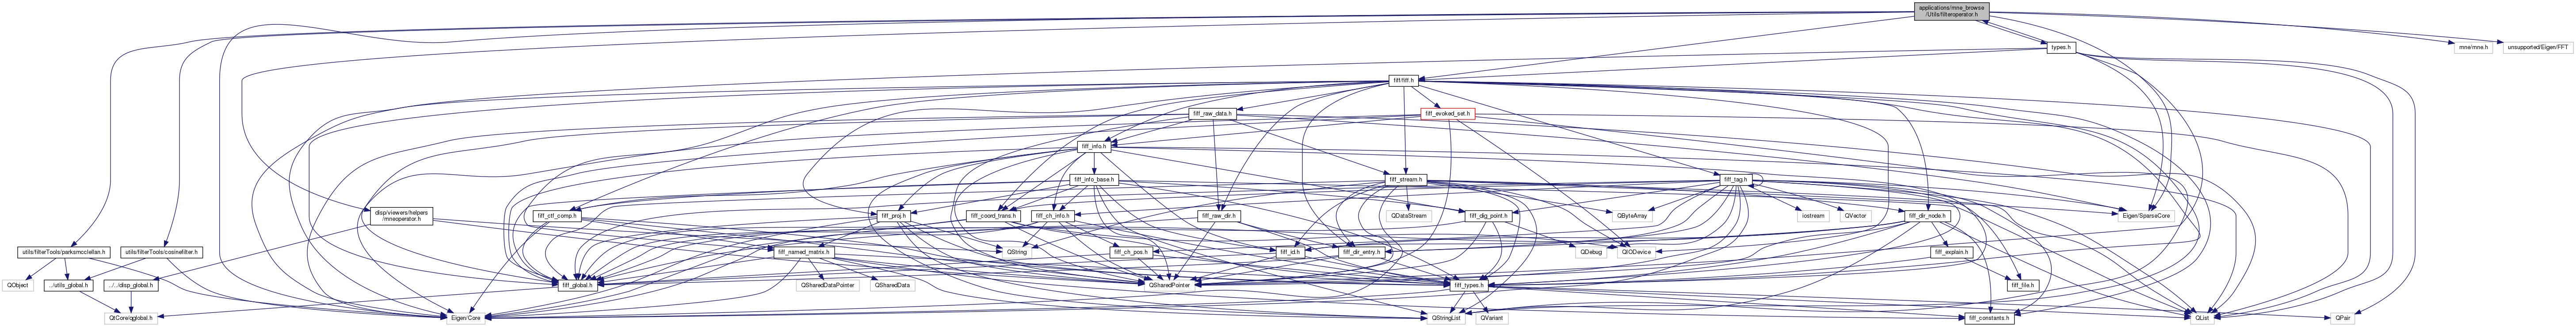 applications/mne_browse
/Utils/filteroperator.h
types.h
mne/mne.h
unsupported/Eigen/FFT
fiff/fiff.h
fiff_raw_data.h
fiff_evoked_set.h
fiff_info.h
fiff_info_base.h
fiff_stream.h
fiff_tag.h
disp/viewers/helpers
/mneoperator.h
fiff_ctf_comp.h
fiff_proj.h
fiff_coord_trans.h
fiff_ch_info.h
fiff_raw_dir.h
QDataStream
fiff_dig_point.h
QByteArray
iostream
QVector
fiff_dir_node.h
Eigen/SparseCore
utils/filterTools/parksmcclellan.h
utils/filterTools/cosinefilter.h
fiff_named_matrix.h
QString
fiff_ch_pos.h
fiff_id.h
fiff_dir_entry.h
QDebug
QIODevice
fiff_explain.h
QObject
../utils_global.h
../../disp_global.h
fiff_global.h
QSharedDataPointer
QSharedData
QSharedPointer
fiff_types.h
fiff_file.h
QtCore/qglobal.h
Eigen/Core
QStringList
QVariant
fiff_constants.h
QList
QPair